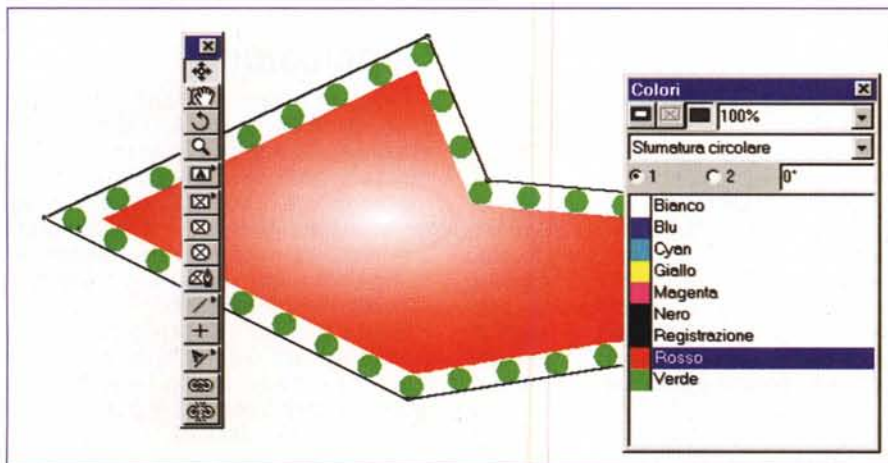 Colori
100%
Sfumatura circolare
1 2 0°
Bianco
Blu
Cyan
Giallo
Magenta
Nero
Registrazione
Rosso
Verde